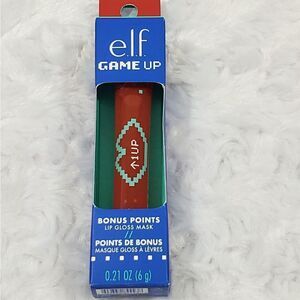 e.l.f.
GAME UP
↑1UP
BONUS POINTS
LIP GLOSS MASK
//
POINTS DE BONUS
MASQUE GLOSS À LÈVRES
0.21 OZ (6 g)